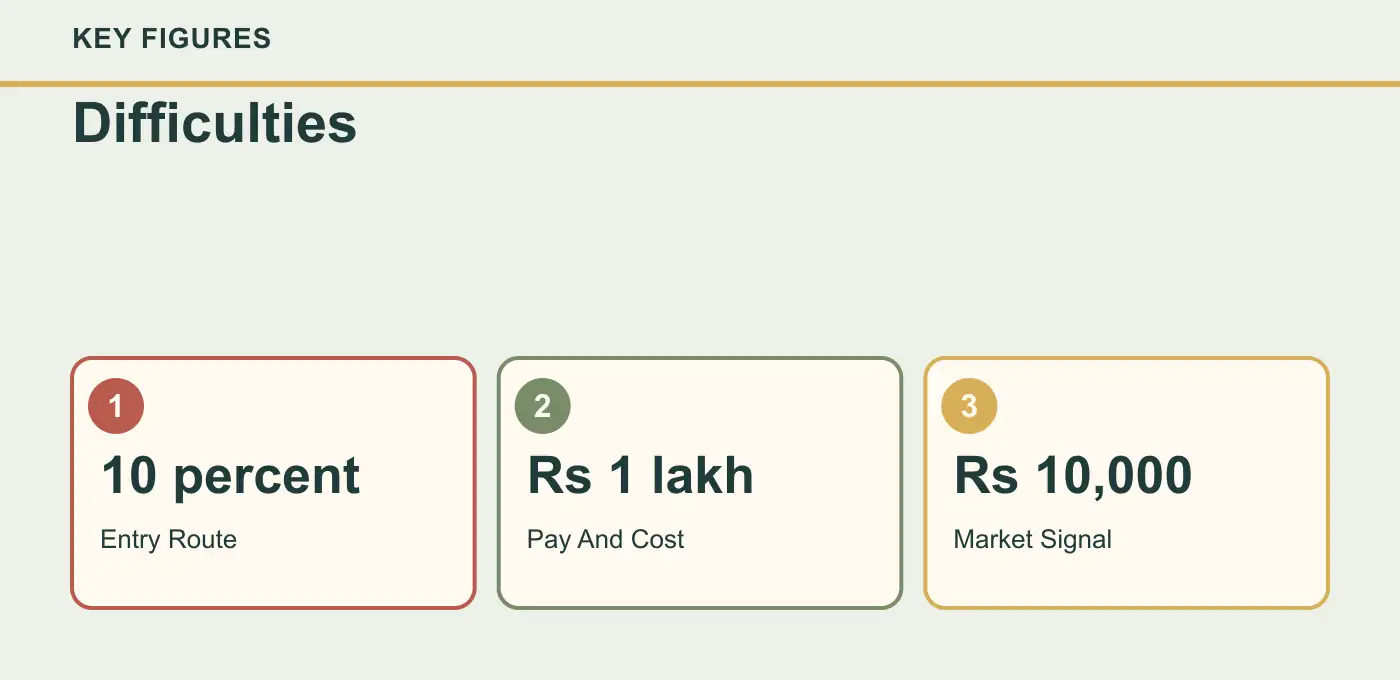 KEY FIGURES
Difficulties
1
10 percent
Entry Route
2
Rs 1 lakh
Pay And Cost
3
Rs 10,000
Market Signal